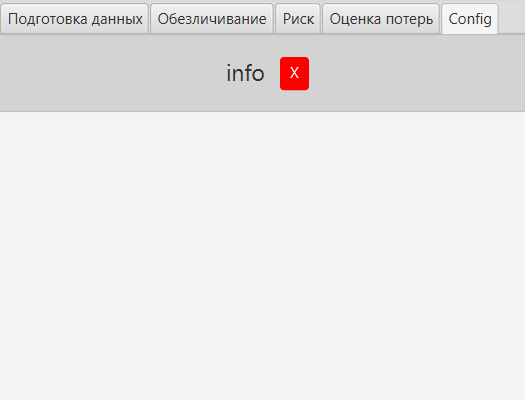 Подготовка данных Обезличивание Риск Оценка потерь Config
info X